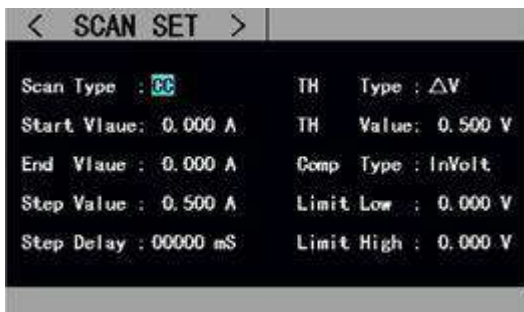 < SCAN SET >
Scan Type : CC TH Type : △V
Start Vlaue: 0.000 A TH Value: 0.500 V
End Vlaue: 0.000 A Comp Type : InVolt
Step Value : 0.500 A Limit Low : 0.000 V
Step Delay : 00000 mS Limit High : 0.000 V